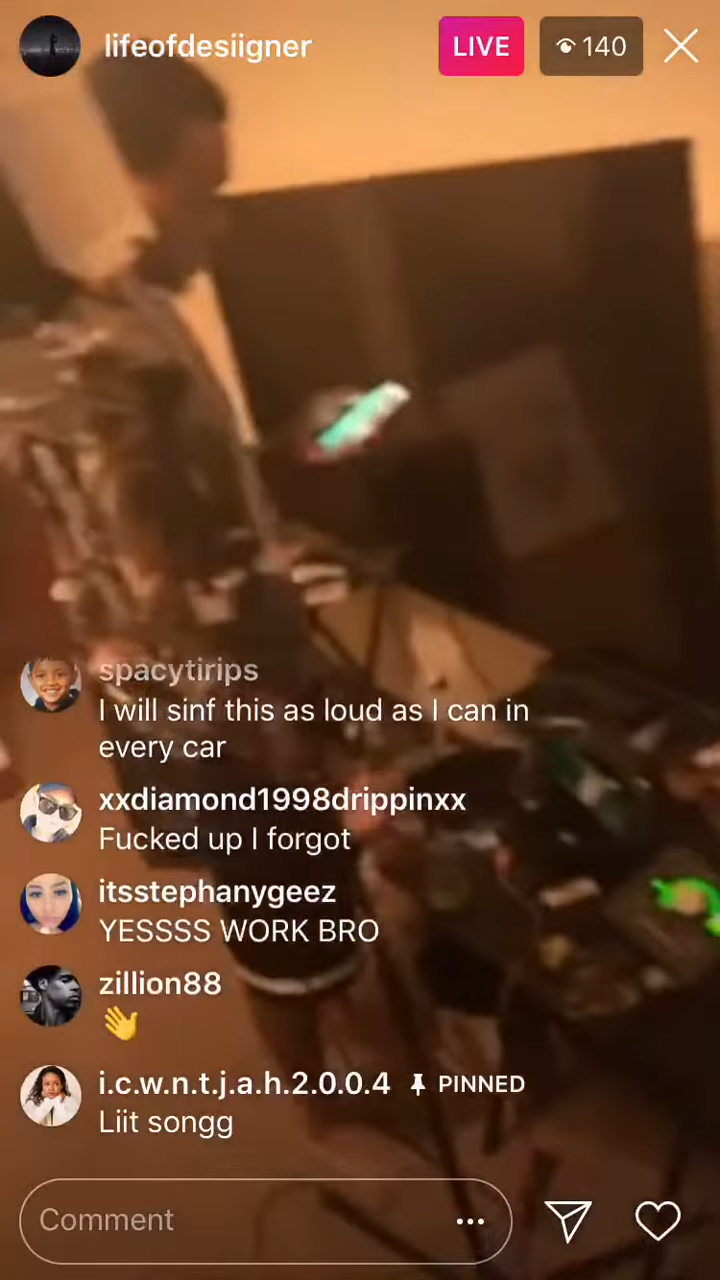 lifeofdesiigner LIVE 140
spacytirips
I will sinf this as loud as I can in
every car
xxdiamond1998drippinxx
Fucked up I forgot
itsstephanygeez
YESSSS WORK BRO
zillion88
👋
i.c.w.n.t.j.a.h.2.0.0.4 PINNED
Liit songg
Comment